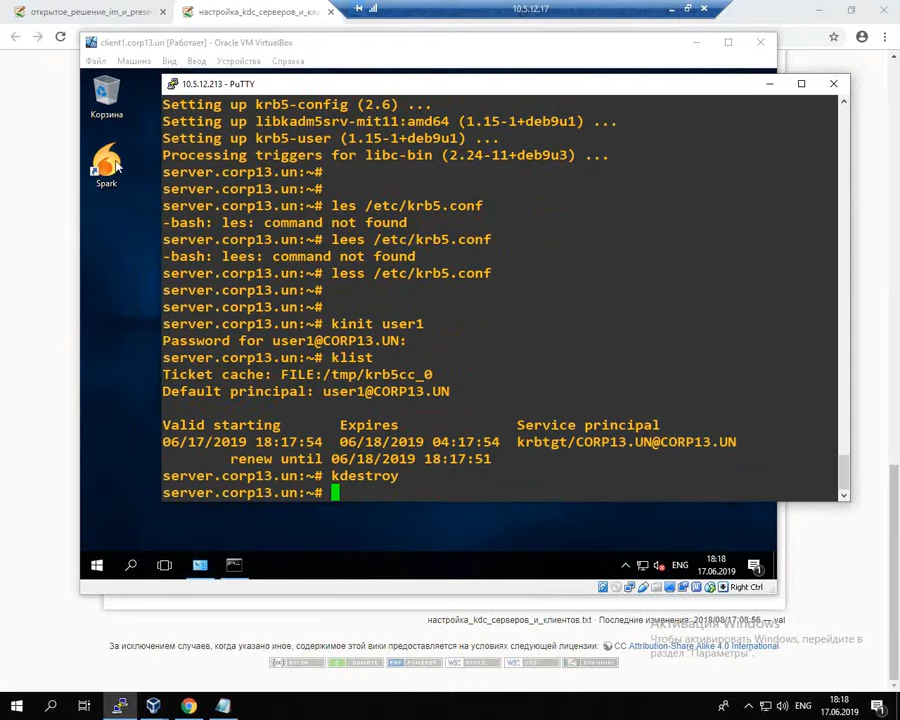 открытое_решение_im_и_prese
настройка_kdc_серверов_и_кли
10.5.12.17
client1.corp13.un [Работает] - Oracle VM VirtualBox
Файл Машина Вид Ввод Устройства Справка
Корзина
Spark
10.5.12.213 - PuTTY
Setting up krb5-config (2.6) ...
Setting up libkadm5srv-mit11:amd64 (1.15-1+deb9u1) ...
Setting up krb5-user (1.15-1+deb9u1) ...
Processing triggers for libc-bin (2.24-11+deb9u3) ...
server.corp13.un:~#
server.corp13.un:~#
server.corp13.un:~# les /etc/krb5.conf
-bash: les: command not found
server.corp13.un:~# lees /etc/krb5.conf
-bash: lees: command not found
server.corp13.un:~# less /etc/krb5.conf
server.corp13.un:~#
server.corp13.un:~#
server.corp13.un:~# kinit user1
Password for user1@CORP13.UN:
server.corp13.un:~# klist
Ticket cache: FILE:/tmp/krb5cc_0
Default principal: user1@CORP13.UN
Valid starting Expires Service principal
06/17/2019 18:17:54 06/18/2019 04:17:54 krbtgt/CORP13.UN@CORP13.UN
renew until 06/18/2019 18:17:51
server.corp13.un:~# kdestroy
server.corp13.un:~#
ENG
18:18
17.06.2019
Right Ctrl
настройка_kdc_серверов_и_клиентов.txt · Последние изменения: 2018/08/17 08:56 — val
Активация Windows
Чтобы активировать Windows, перейдите в
раздел "Параметры".
За исключением случаев, когда указано иное, содержимое этой вики предоставляется на условиях следующей лицензии: CC Attribution-Share Alike 4.0 International
ENG
18:18
17.06.2019